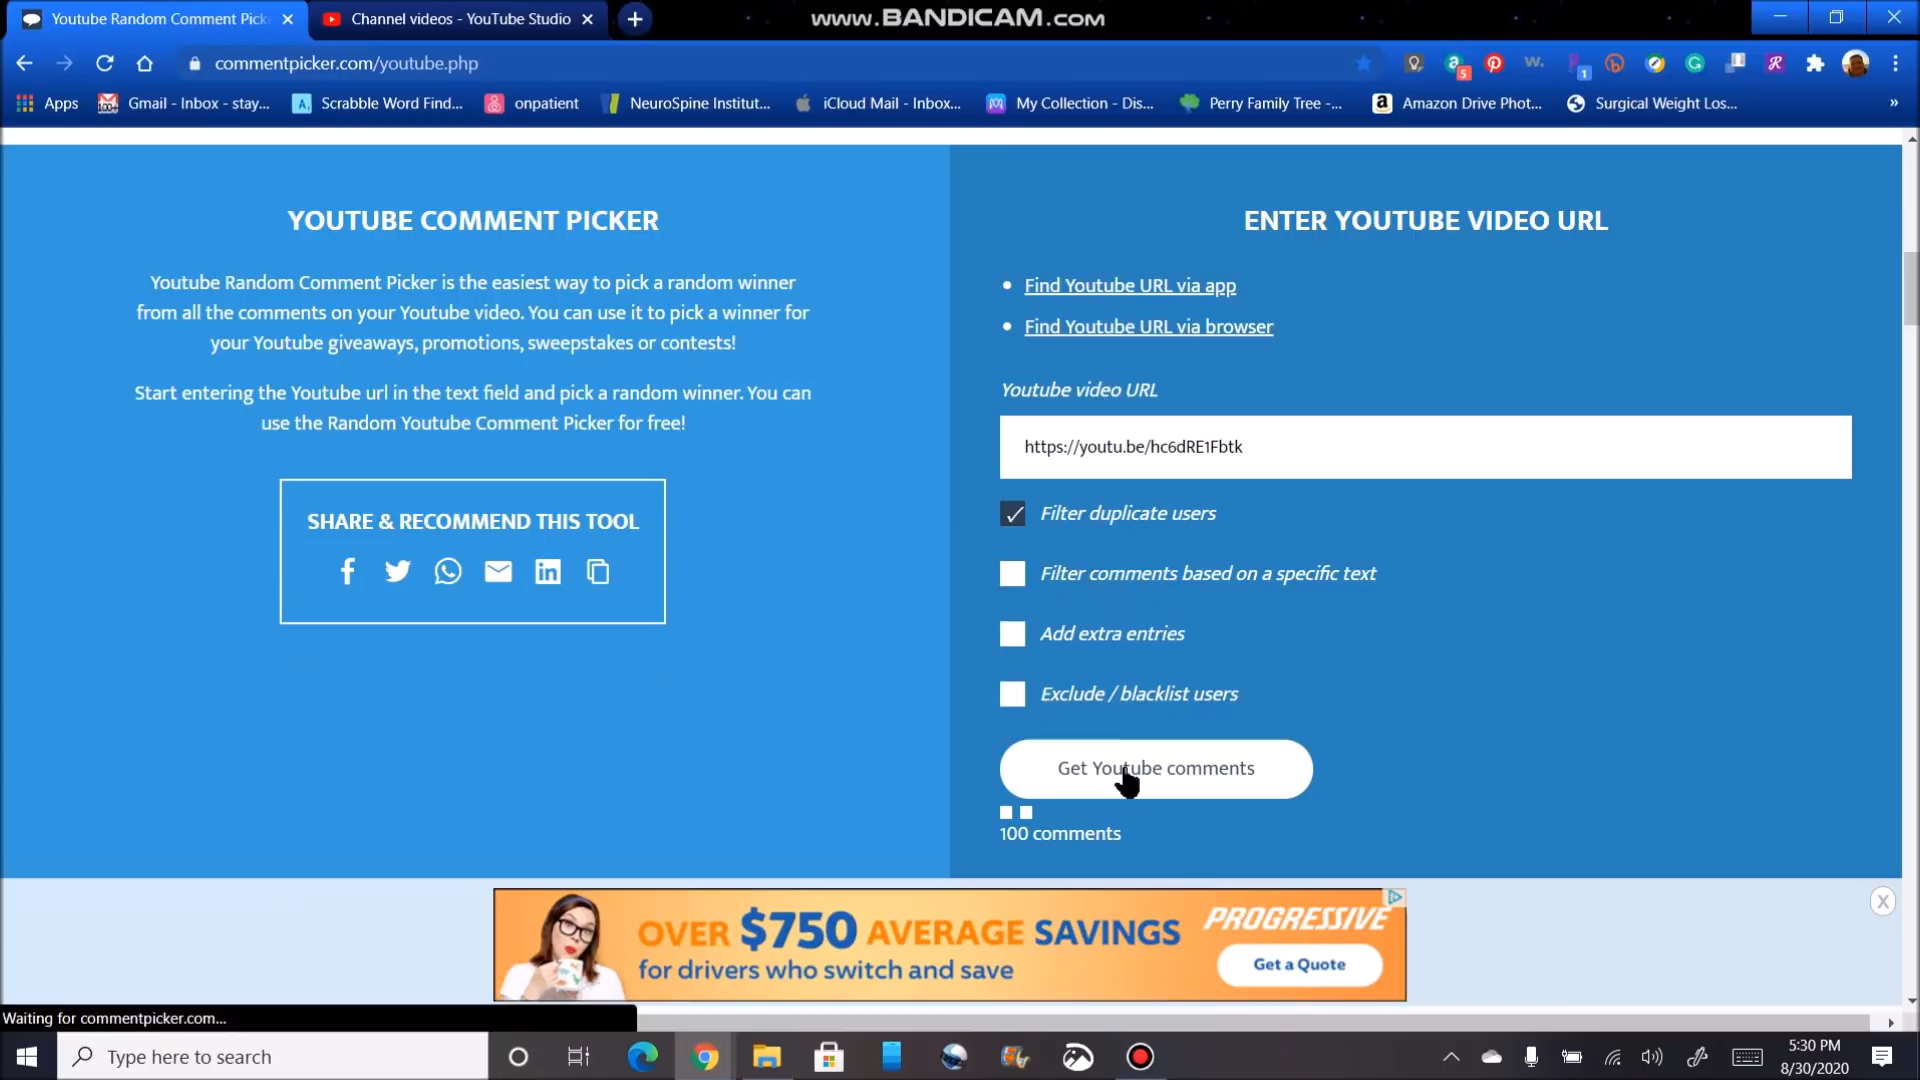 Youtube Random Comment Pick
Channel videos - YouTube Studio
www.BANDICAM.com
commentpicker.com/youtube.php
5
1
Apps
Gmail - Inbox - stay...
Scrabble Word Find...
onpatient
NeuroSpine Institut...
iCloud Mail - Inbox...
My Collection - Dis...
Perry Family Tree -...
Amazon Drive Phot...
Surgical Weight Los...
»
YOUTUBE COMMENT PICKER
Youtube Random Comment Picker is the easiest way to pick a random winner
from all the comments on your Youtube video. You can use it to pick a winner for
your Youtube giveaways, promotions, sweepstakes or contests!
Start entering the Youtube url in the text field and pick a random winner. You can
use the Random Youtube Comment Picker for free!
SHARE & RECOMMEND THIS TOOL
ENTER YOUTUBE VIDEO URL
• Find Youtube URL via app
• Find Youtube URL via browser
Youtube video URL
https://youtu.be/hc6dRE1Fbtk
Filter duplicate users
Filter comments based on a specific text
Add extra entries
Exclude / blacklist users
Get Youtube comments
100 comments
OVER $750 AVERAGE SAVINGS
for drivers who switch and save
PROGRESSIVE
Get a Quote
X
Waiting for commentpicker.com...
Type here to search
5:30 PM
8/30/2020